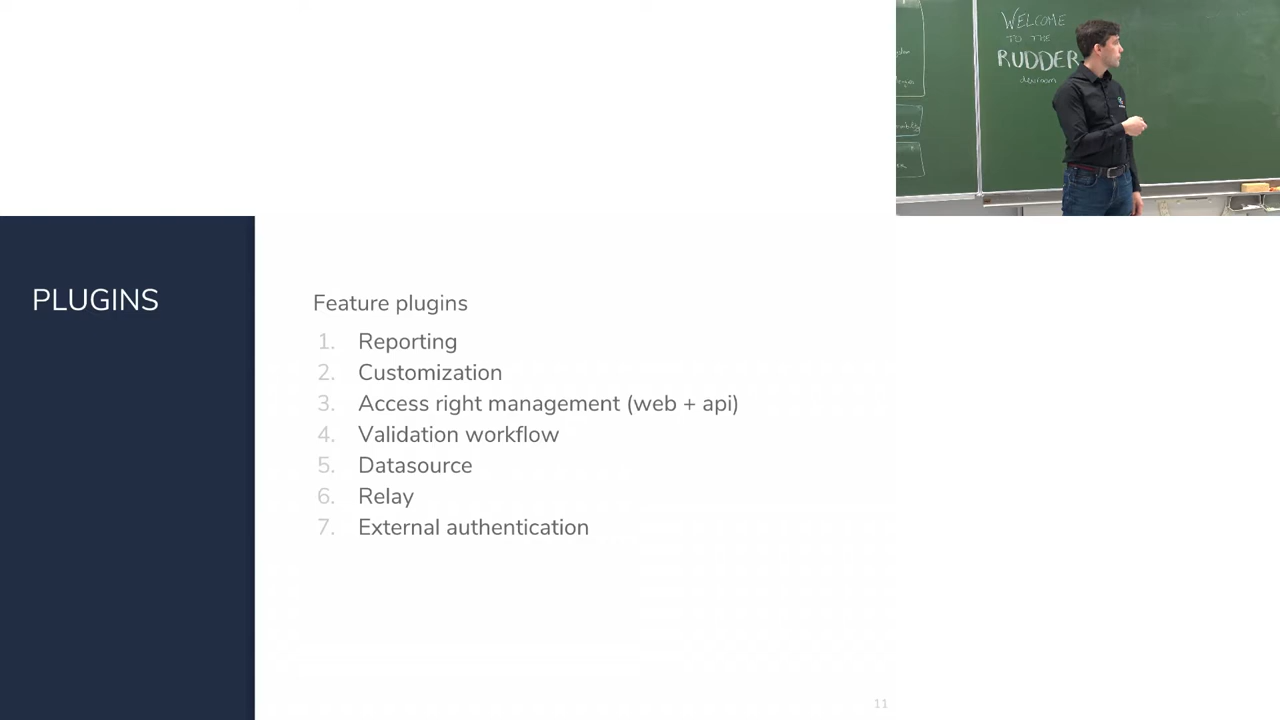 WELCOME
TO THE
RUDDER
devroom
PLUGINS
Feature plugins
1. Reporting
2. Customization
3. Access right management (web + api)
4. Validation workflow
5. Datasource
6. Relay
7. External authentication
11